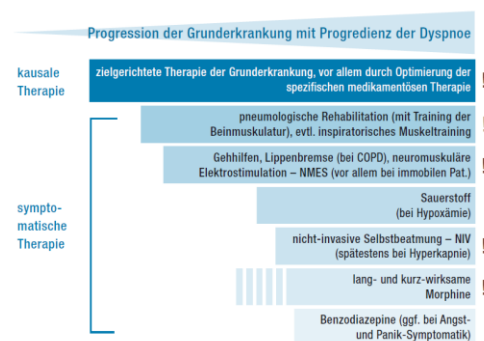 Progression der Grunderkrankung mit Progredienz der Dyspnoe
kausale
Therapie
zielgerichtete Therapie der Grunderkrankung, vor allem durch Optimierung der
spezifischen medikamentösen Therapie
pneumologische Rehabilitation (mit Training der
Beinmuskulatur), evtl. inspiratorisches Muskeltraining
Gehhilfen, Lippenbremse (bei COPD), neuromuskuläre
Elektrostimulation – NMES (vor allem bei immobilen Pat.)
sympto-
matische
Therapie
Sauerstoff
(bei Hypoxämie)
nicht-invasive Selbstbeatmung – NIV
(spätestens bei Hyperkapnie)
lang- und kurz-wirksame
Morphine
Benzodiazepine (ggf. bei Angst-
und Panik-Symptomatik)